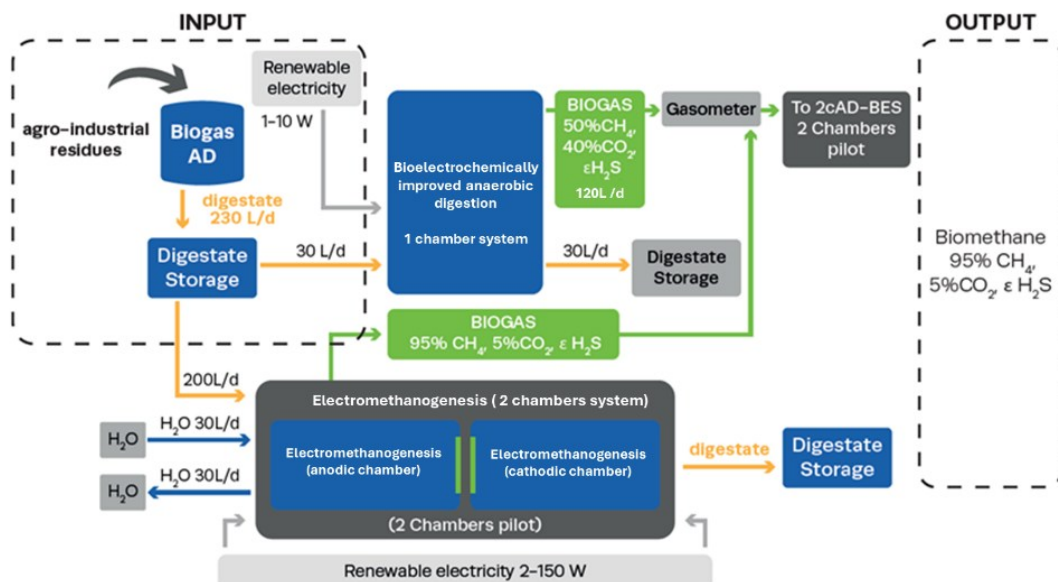 INPUT
OUTPUT
agro-industrial
residues
Biogas
AD
Renewable
electricity
1-10 W
digestate
230 L/d
Digestate
Storage
30 L/d
Bioelectrochemically
improved anaerobic
digestion
1 chamber system
BIOGAS
50%CH₄,
40%CO₂,
εH₂S
120L /d
Gasometer
To 2cAD-BES
2 Chambers
pilot
30L/d
Digestate
Storage
Biomethane
95% CH₄,
5%CO₂, ε H₂S
BIOGAS
95% CH₄, 5%CO₂, ε H₂S
200L/d
Electromethanogenesis ( 2 chambers system)
H₂O
H₂O 30L/d
H₂O
H₂O 30L/d
Electromethanogenesis
(anodic chamber)
Electromethanogenesis
(cathodic chamber)
(2 Chambers pilot)
digestate
Digestate
Storage
Renewable electricity 2-150 W